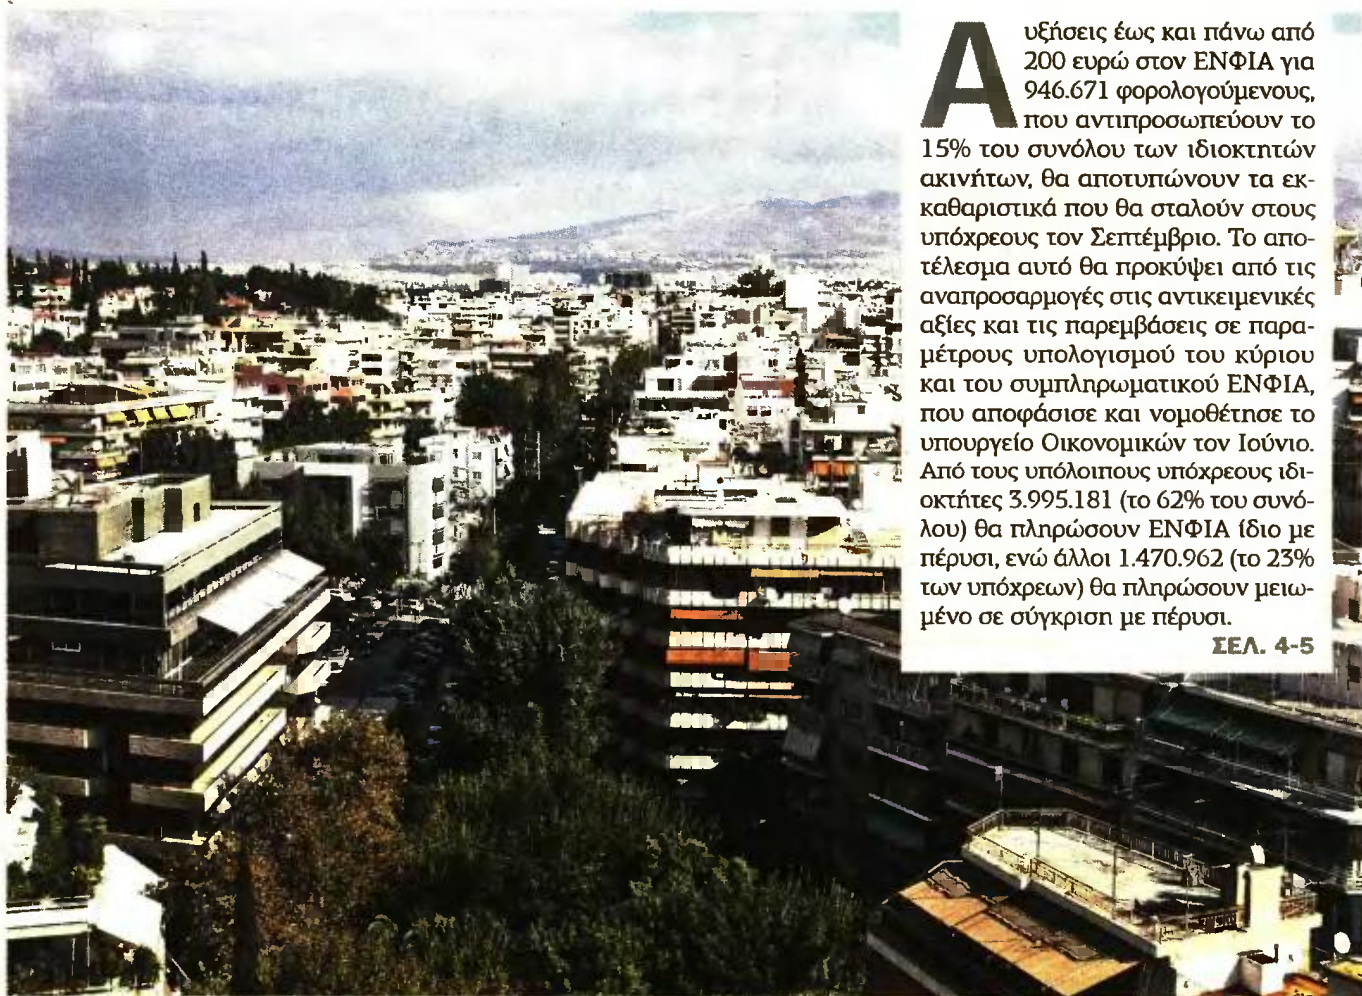 Αυξήσεις έως και πάνω από
200 ευρώ στον ΕΝΦΙΑ για
946.671 φορολογούμενους,
που αντιπροσωπεύουν το
15% του συνόλου των ιδιοκτητών
ακινήτων, θα αποτυπώνουν τα εκ-
καθαριστικά που θα σταλούν στους
υπόχρεους τον Σεπτέμβριο. Το απο-
τέλεσμα αυτό θα προκύψει από τις
αναπροσαρμογές στις αντικειμενικές
αξίες και τις παρεμβάσεις σε παρα-
μέτρους υπολογισμού του κύριου
και του συμπληρωματικού ΕΝΦΙΑ,
που αποφάσισε και νομοθέτησε το
υπουργείο Οικονομικών τον Ιούνιο.
Από τους υπόλοιπους υπόχρεους ιδι-
οκτήτες 3.995.181 (το 62% του συνό-
λου) θα πληρώσουν ΕΝΦΙΑ ίδιο με
πέρυσι, ενώ άλλοι 1.470.962 (το 23%
των υπόχρεων) θα πληρώσουν μειω-
μένο σε σύγκριση με πέρυσι.
ΣΕΛ. 4-5